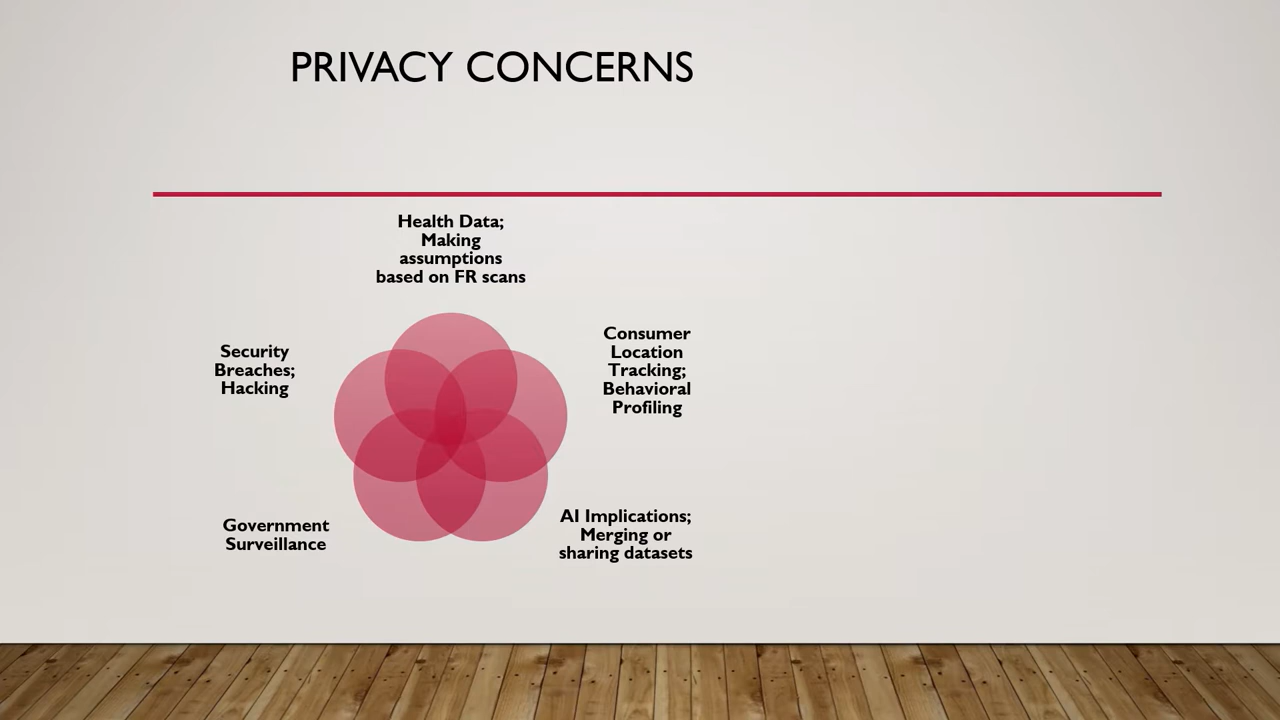 PRIVACY CONCERNS
Health Data;
Making
assumptions
based on FR scans
Consumer
Location
Tracking;
Behavioral
Profiling
AI Implications;
Merging or
sharing datasets
Government
Surveillance
Security
Breaches;
Hacking